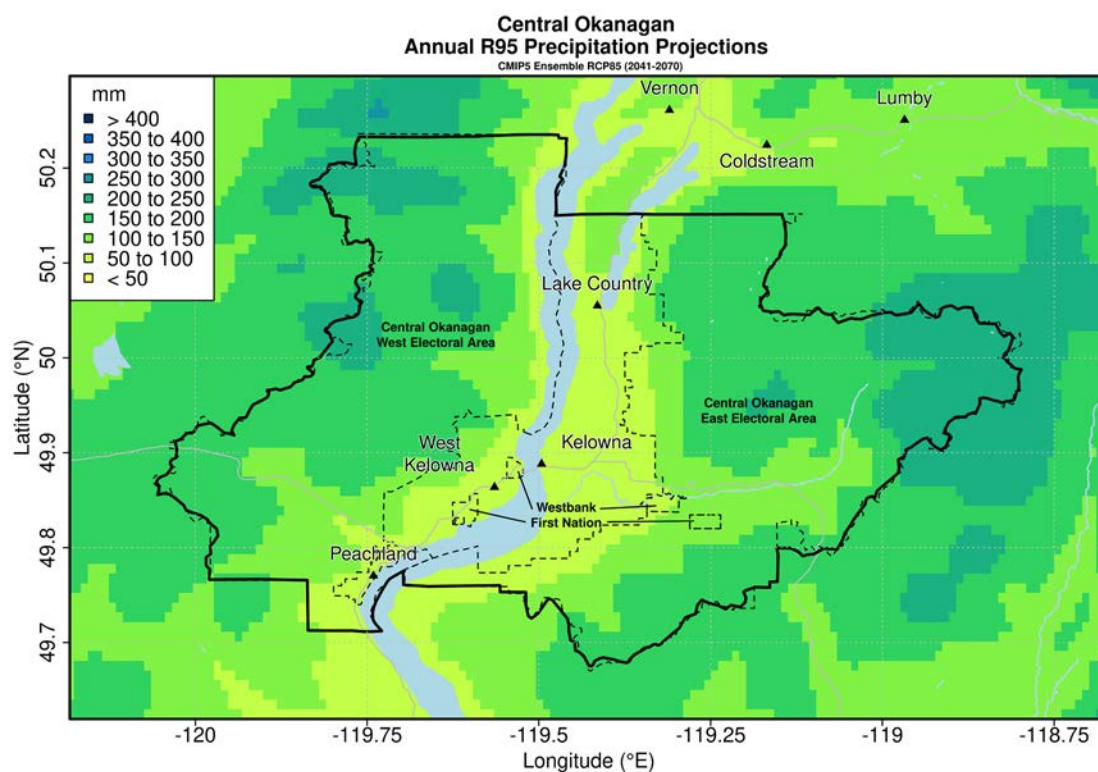 Central Okanagan
Annual R95 Precipitation Projections
CMIP5 Ensemble RCP85 (2041-2070)
mm
> 400
350 to 400
300 to 350
250 to 300
200 to 250
150 to 200
100 to 150
50 to 100
< 50
Vernon
Lumby
Coldstream
Lake Country
Central Okanagan
West Electoral Area
Central Okanagan
East Electoral Area
West
Kelowna
Kelowna
Westbank
First Nation
Peachland
50.2
50.1
50
49.9
49.8
49.7
Latitude (°N)
-120
-119.75
-119.5
-119.25
-119
-118.75
Longitude (°E)